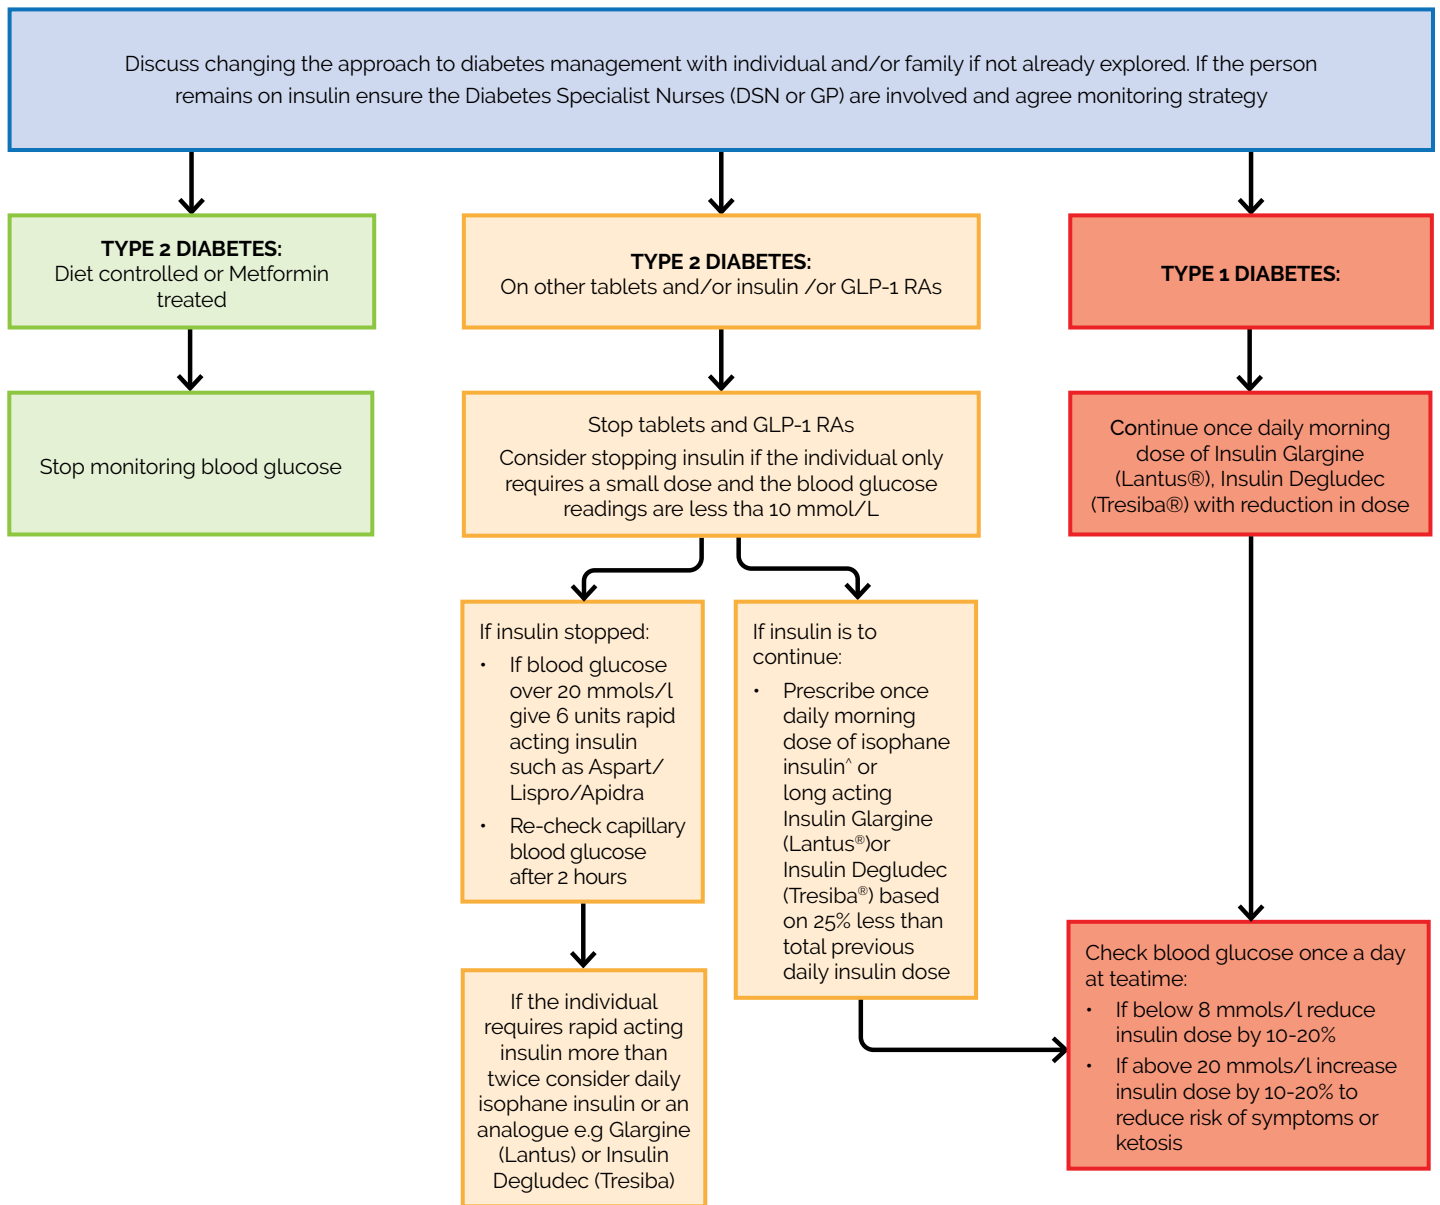 Discuss changing the approach to diabetes management with individual and/or family if not already explored. If the person
remains on insulin ensure the Diabetes Specialist Nurses (DSN or GP) are involved and agree monitoring strategy
TYPE 2 DIABETES:
Diet controlled or Metformin
treated
TYPE 2 DIABETES:
On other tablets and/or insulin /or GLP-1 RAs
TYPE 1 DIABETES:
Stop monitoring blood glucose
Stop tablets and GLP-1 RAs
Consider stopping insulin if the individual only
requires a small dose and the blood glucose
readings are less tha 10 mmol/L
Continue once daily morning
dose of Insulin Glargine
(Lantus®), Insulin Degludec
(Tresiba®) with reduction in dose
If insulin stopped:
• If blood glucose
over 20 mmols/l
give 6 units rapid
acting insulin
such as Aspart/
Lispro/Apidra
• Re-check capillary
blood glucose
after 2 hours
If insulin is to
continue:
• Prescribe once
daily morning
dose of isophane
insulin^ or
long acting
Insulin Glargine
(Lantus®)or
Insulin Degludec
(Tresiba®) based
on 25% less than
total previous
daily insulin dose
If the individual
requires rapid acting
insulin more than
twice consider daily
isophane insulin or an
analogue e.g Glargine
(Lantus) or Insulin
Degludec (Tresiba)
Check blood glucose once a day
at teatime:
• If below 8 mmols/l reduce
insulin dose by 10-20%
• If above 20 mmols/l increase
insulin dose by 10-20% to
reduce risk of symptoms or
ketosis